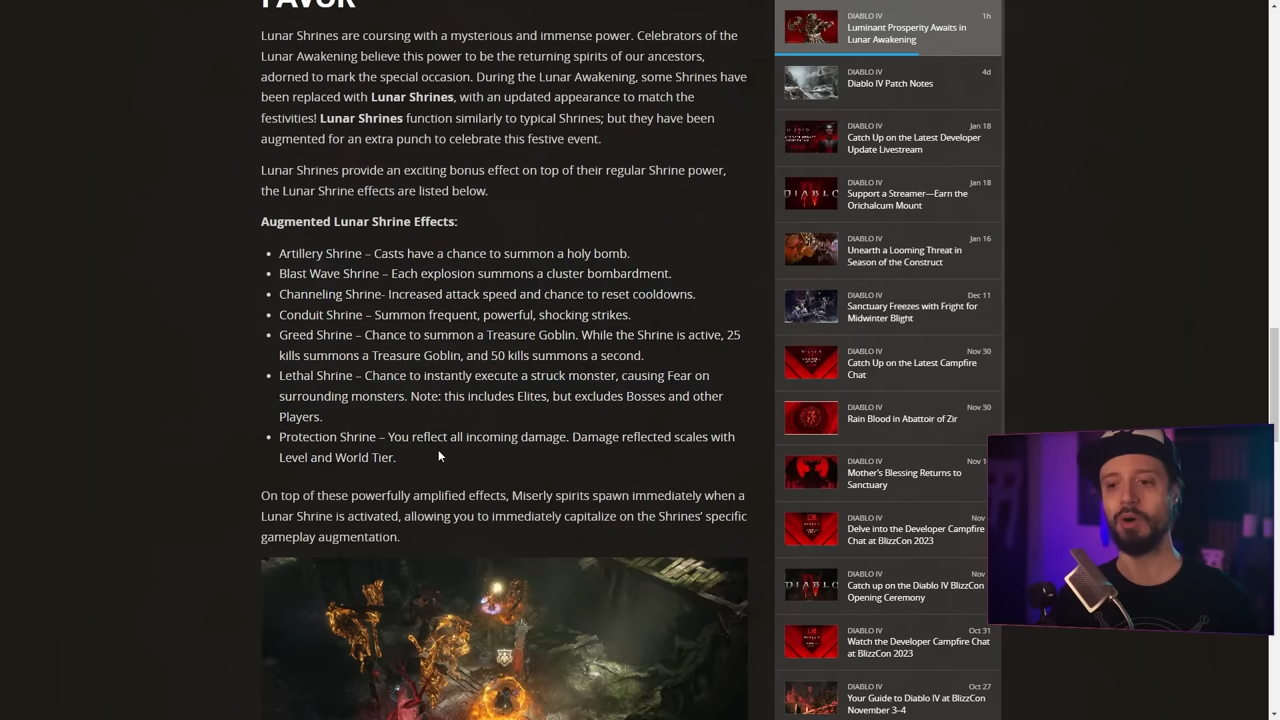 FAVOR
Lunar Shrines are coursing with a mysterious and immense power. Celebrators of the
Lunar Awakening believe this power to be the returning spirits of our ancestors,
adorned to mark the special occasion. During the Lunar Awakening, some Shrines have
been replaced with Lunar Shrines, with an updated appearance to match the
festivities! Lunar Shrines function similarly to typical Shrines; but they have been
augmented for an extra punch to celebrate this festive event.
Lunar Shrines provide an exciting bonus effect on top of their regular Shrine power,
the Lunar Shrine effects are listed below.
Augmented Lunar Shrine Effects:
• Artillery Shrine – Casts have a chance to summon a holy bomb.
• Blast Wave Shrine – Each explosion summons a cluster bombardment.
• Channeling Shrine- Increased attack speed and chance to reset cooldowns.
• Conduit Shrine – Summon frequent, powerful, shocking strikes.
• Greed Shrine – Chance to summon a Treasure Goblin. While the Shrine is active, 25
kills summons a Treasure Goblin, and 50 kills summons a second.
• Lethal Shrine – Chance to instantly execute a struck monster, causing Fear on
surrounding monsters. Note: this includes Elites, but excludes Bosses and other
Players.
• Protection Shrine – You reflect all incoming damage. Damage reflected scales with
Level and World Tier.
On top of these powerfully amplified effects, Miserly spirits spawn immediately when a
Lunar Shrine is activated, allowing you to immediately capitalize on the Shrines' specific
gameplay augmentation.
DIABLO IV 1h
Luminant Prosperity Awaits in
Lunar Awakening
DIABLO IV 4d
Diablo IV Patch Notes
DIABLO IV Jan 18
Catch Up on the Latest Developer
Update Livestream
DIABLO IV Jan 18
Support a Streamer—Earn the
Orichalcum Mount
DIABLO IV Jan 16
Unearth a Looming Threat in
Season of the Construct
DIABLO IV Dec 11
Sanctuary Freezes with Fright for
Midwinter Blight
DIABLO IV Nov 30
Catch Up on the Latest Campfire
Chat
DIABLO IV Nov 30
Rain Blood in Abattoir of Zir
DIABLO IV Nov
Mother's Blessing Returns to
Sanctuary
DIABLO IV Nov
Delve into the Developer Campfire
Chat at BlizzCon 2023
DIABLO IV Nov
Catch up on the Diablo IV BlizzCon
Opening Ceremony
DIABLO IV Oct 31
Watch the Developer Campfire Chat
at BlizzCon 2023
DIABLO IV Oct 27
Your Guide to Diablo IV at BlizzCon
November 3–4